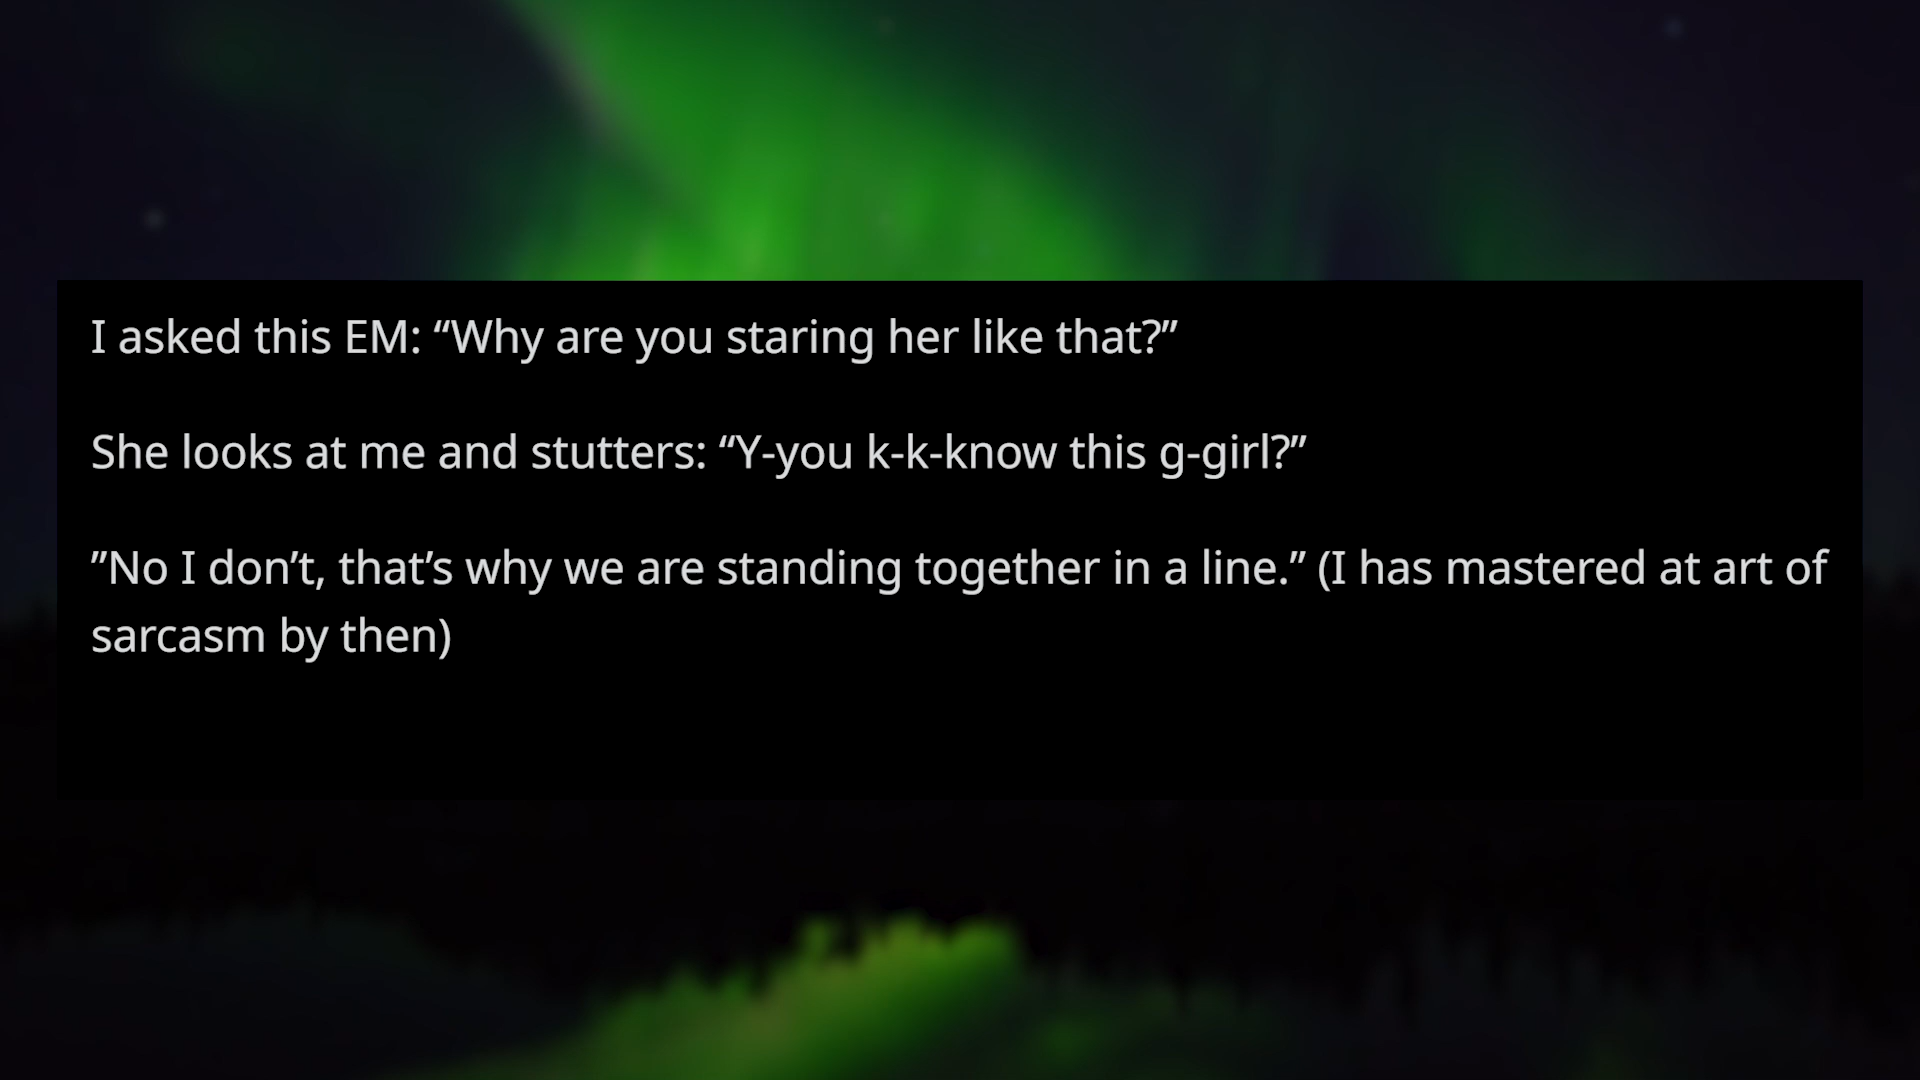 I asked this EM: “Why are you staring her like that?”
She looks at me and stutters: “Y-you k-k-know this g-girl?”
”No I don’t, that’s why we are standing together in a line.” (I has mastered at art of
sarcasm by then)